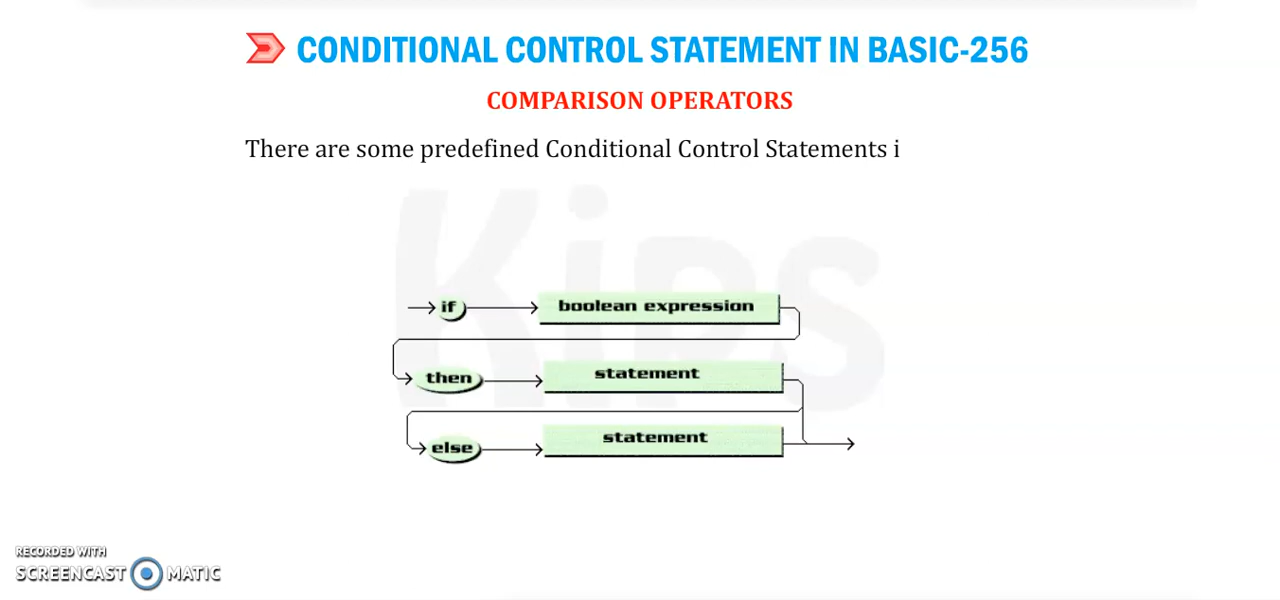 CONDITIONAL CONTROL STATEMENT IN BASIC-256
COMPARISON OPERATORS
There are some predefined Conditional Control Statements i
Kips
if boolean expression
then statement
else statement
RECORDED WITH
SCREENCAST MATIC